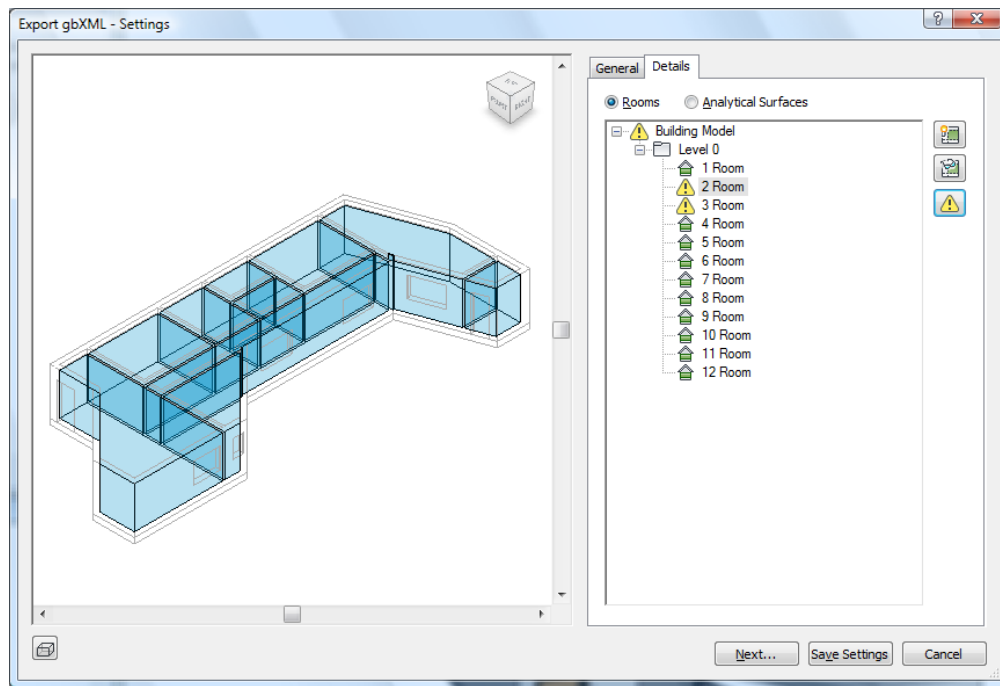 Export gbXML - Settings
General
Details
Rooms
Analytical Surfaces
Building Model
Level 0
1 Room
2 Room
3 Room
4 Room
5 Room
6 Room
7 Room
8 Room
9 Room
10 Room
11 Room
12 Room
Next...
Save Settings
Cancel